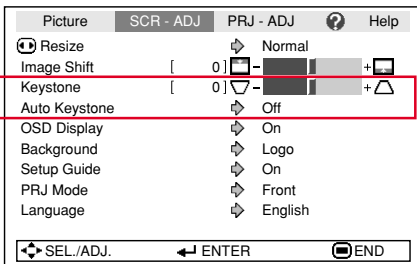 Picture SCR - ADJ PRJ - ADJ ? Help
Resize Normal
Image Shift [ 0 ] - +
Keystone [ 0 ] - +
Auto Keystone Off
OSD Display On
Background Logo
Setup Guide On
PRJ Mode Front
Language English
SEL./ADJ. ENTER END